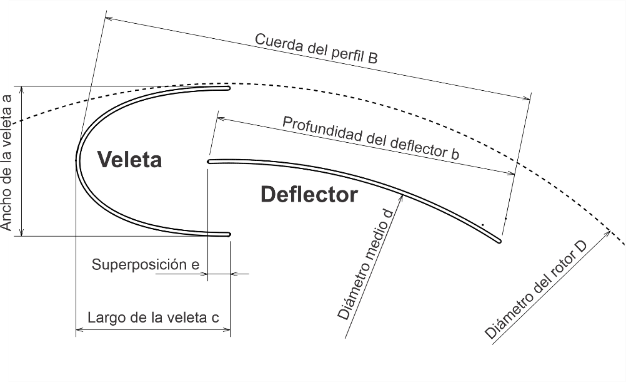 Cuerda del perfil B
Profundidad del deflector b
Ancho de la veleta a
Veleta
Deflector
Superposición e
Diámetro medio d
Diámetro del rotor D
Largo de la veleta c